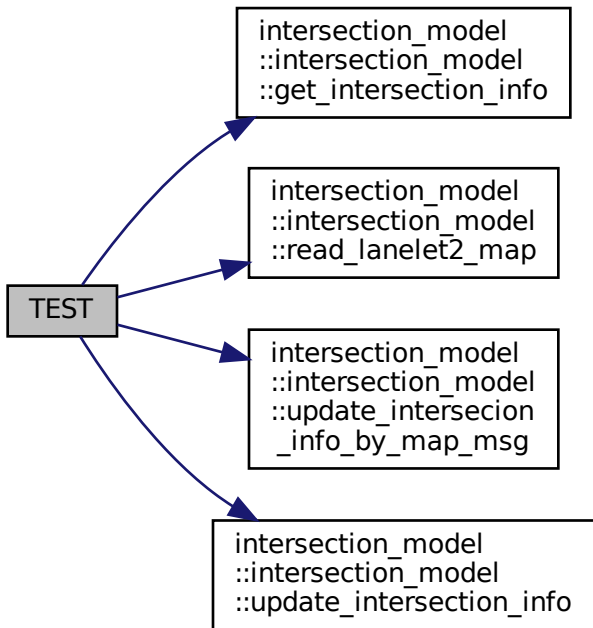 intersection_model
::intersection_model
::get_intersection_info
intersection_model
::intersection_model
::read_lanelet2_map
TEST
intersection_model
::intersection_model
::update_intersecion
_info_by_map_msg
intersection_model
::intersection_model
::update_intersection_info